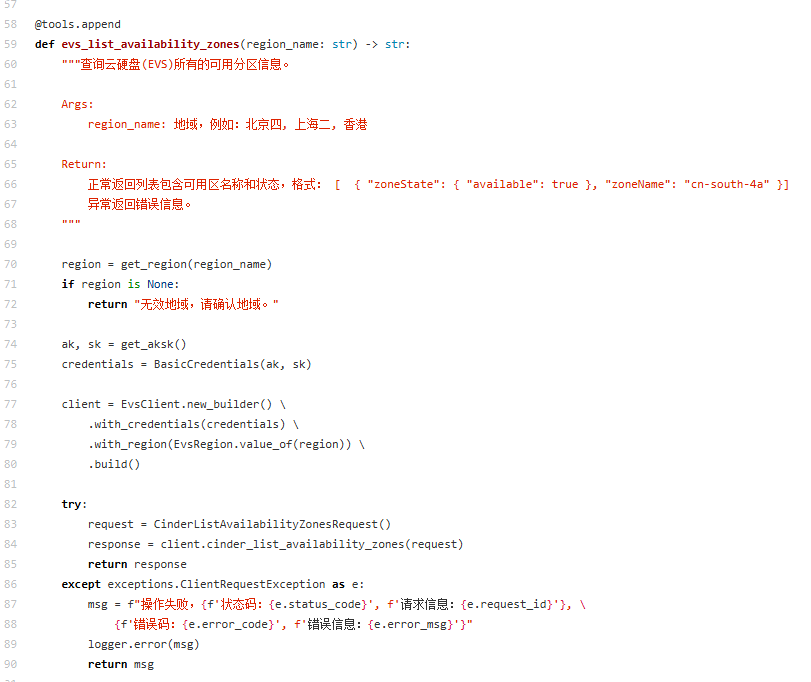 57
58 @tools.append
59 def evs_list_availability_zones(region_name: str) -> str:
60     """查询云硬盘(EVS)所有的可用分区信息。
61
62     Args:
63         region_name: 地域，例如：北京四, 上海二, 香港
64
65     Return:
66         正常返回列表包含可用区名称和状态，格式： [  { "zoneState": { "available": true }, "zoneName": "cn-south-4a" }]
67         异常返回错误信息。
68     """
69
70     region = get_region(region_name)
71     if region is None:
72         return "无效地域，请确认地域。"
73
74     ak, sk = get_aksk()
75     credentials = BasicCredentials(ak, sk)
76
77     client = EvsClient.new_builder() \
78         .with_credentials(credentials) \
79         .with_region(EvsRegion.value_of(region)) \
80         .build()
81
82     try:
83         request = CinderListAvailabilityZonesRequest()
84         response = client.cinder_list_availability_zones(request)
85         return response
86     except exceptions.ClientRequestException as e:
87         msg = f"操作失败，{f'状态码：{e.status_code}', f'请求信息：{e.request_id}'}, \
88             {f'错误码：{e.error_code}', f'错误信息：{e.error_msg}'}"
89         logger.error(msg)
90         return msg